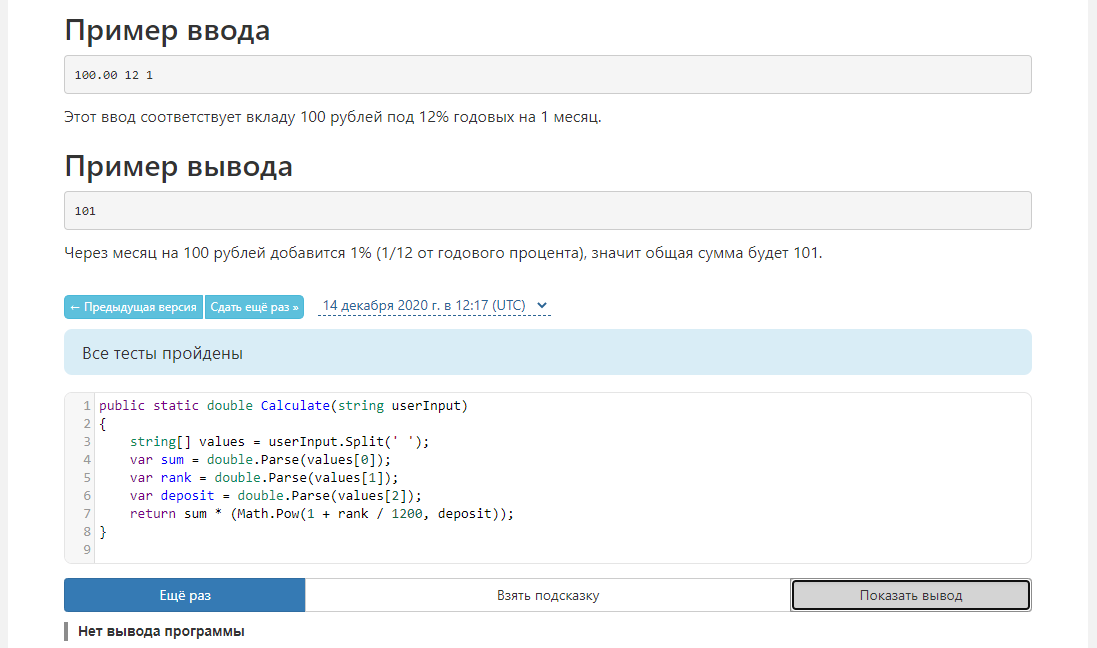 Пример ввода
100.00 12 1
Этот ввод соответствует вкладу 100 рублей под 12% годовых на 1 месяц.
Пример вывода
101
Через месяц на 100 рублей добавится 1% (1/12 от годового процента), значит общая сумма будет 101.
← Предыдущая версия Сдать ещё раз » 14 декабря 2020 г. в 12:17 (UTC)
Все тесты пройдены
1 public static double Calculate(string userInput)
2 {
3     string[] values = userInput.Split(' ');
4     var sum = double.Parse(values[0]);
5     var rank = double.Parse(values[1]);
6     var deposit = double.Parse(values[2]);
7     return sum * (Math.Pow(1 + rank / 1200, deposit));
8 }
9
Ещё раз Взять подсказку Показать вывод
Нет вывода программы